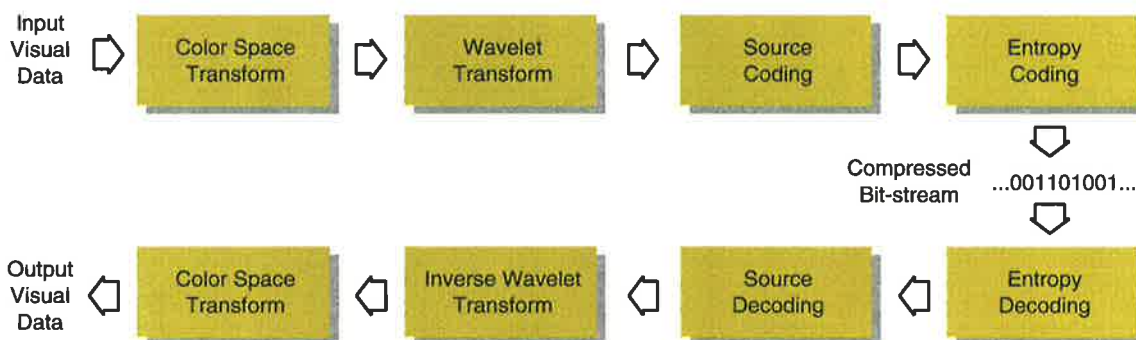 Input
Visual
Data
Color Space
Transform
Wavelet
Transform
Source
Coding
Entropy
Coding
Compressed
Bit-stream
...001101001...
Output
Visual
Data
Color Space
Transform
Inverse Wavelet
Transform
Source
Decoding
Entropy
Decoding